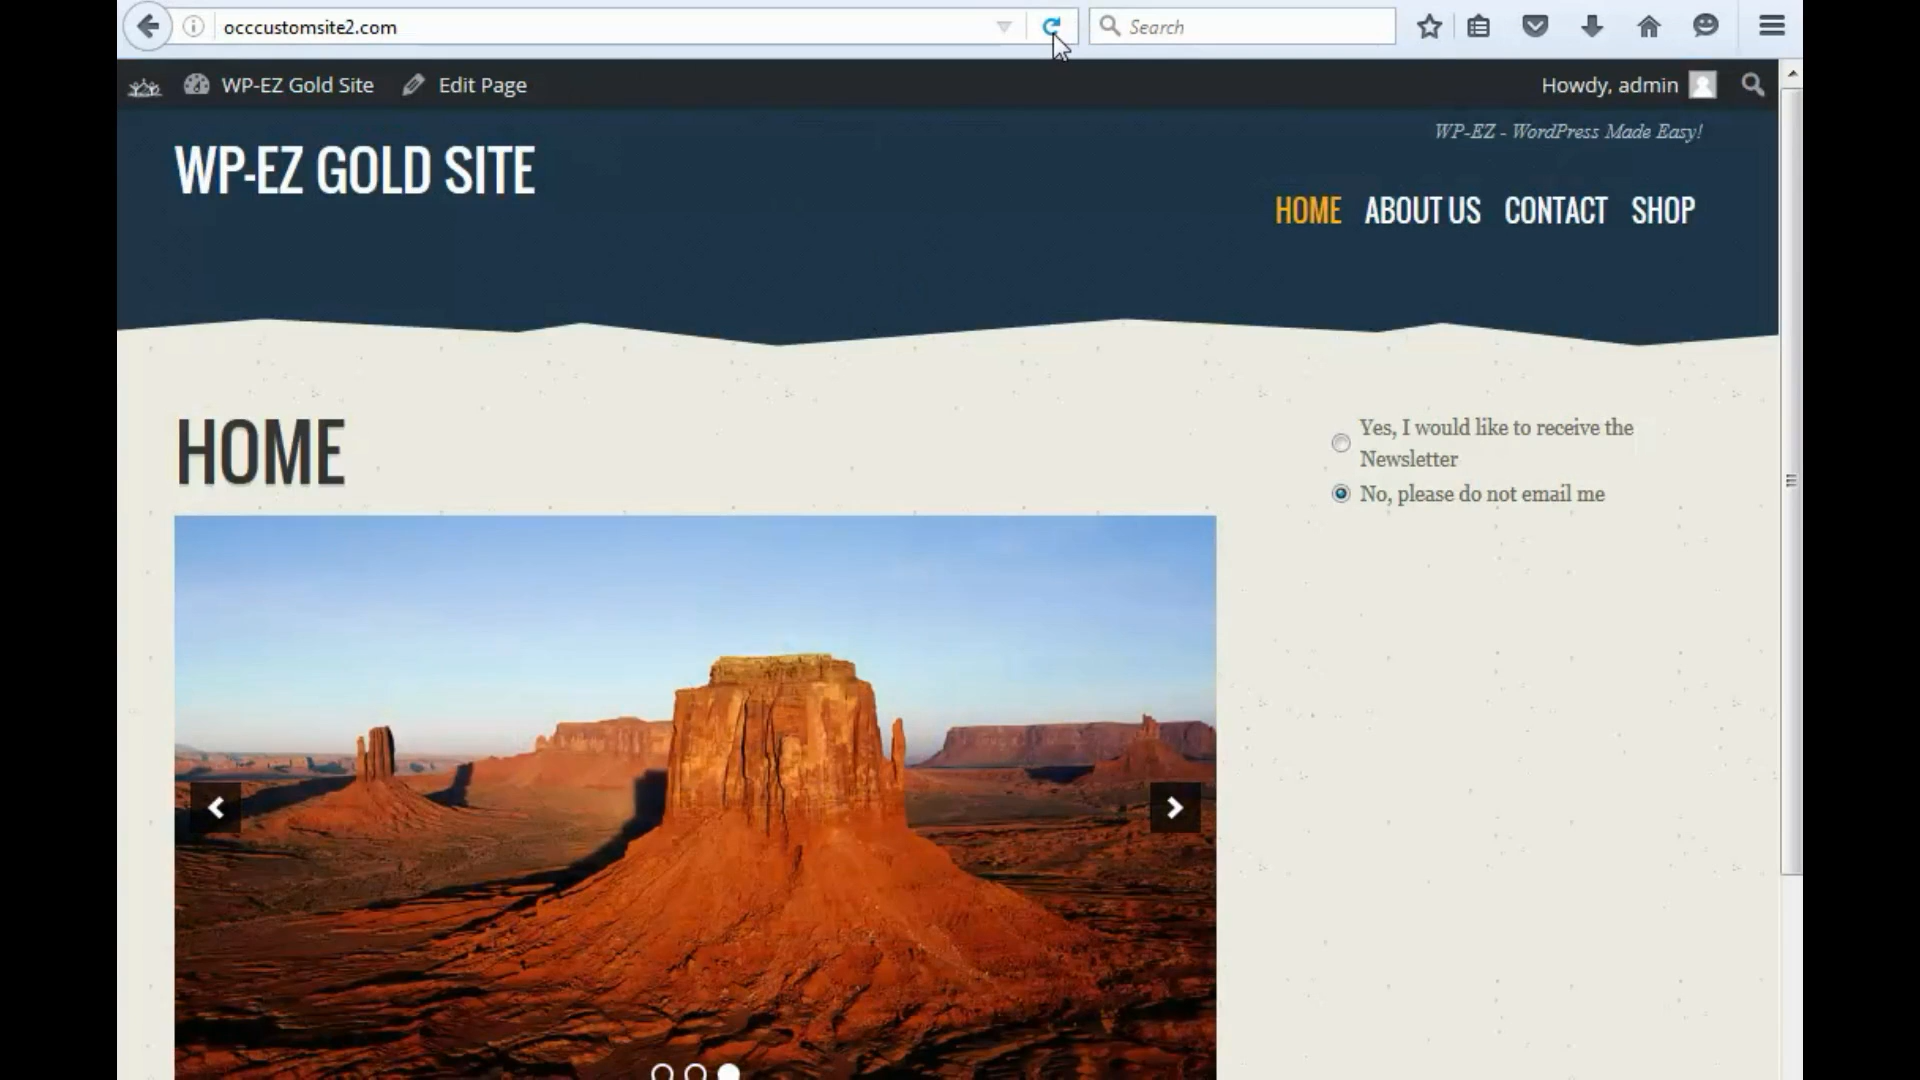 occcustomsite2.com
Search
WP-EZ Gold Site
Edit Page
Howdy, admin
WP-EZ - WordPress Made Easy!
WP-EZ GOLD SITE
HOME ABOUT US CONTACT SHOP
HOME
Yes, I would like to receive the
Newsletter
No, please do not email me